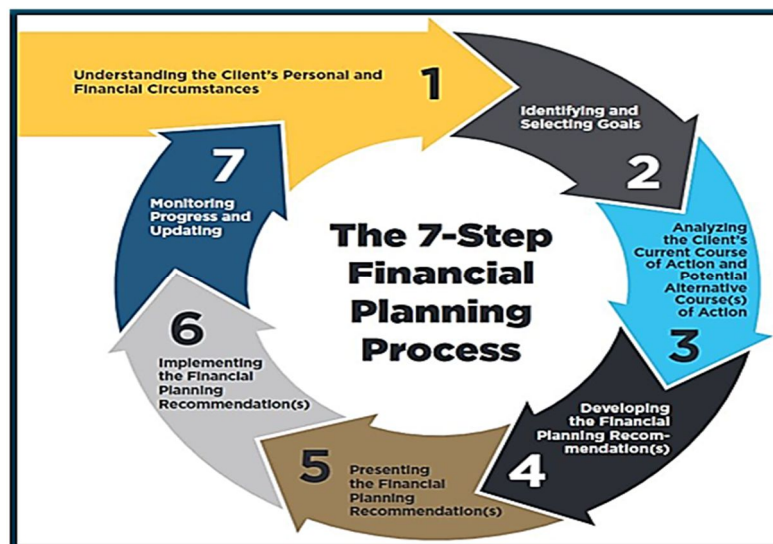 Understanding the Client's Personal and
Financial Circumstances
1
Identifying and
Selecting Goals
2
Analyzing
the Client's
Current Course
of Action and
Potential
Alternative
Course(s)
of Action
3
Developing
the Financial
Planning Recom-
mendation(s)
4
Presenting
the Financial
Planning
Recommendation(s)
5
Implementing
the Financial
Planning
Recommendation(s)
6
Monitoring
Progress and
Updating
7
The 7-Step
Financial
Planning
Process